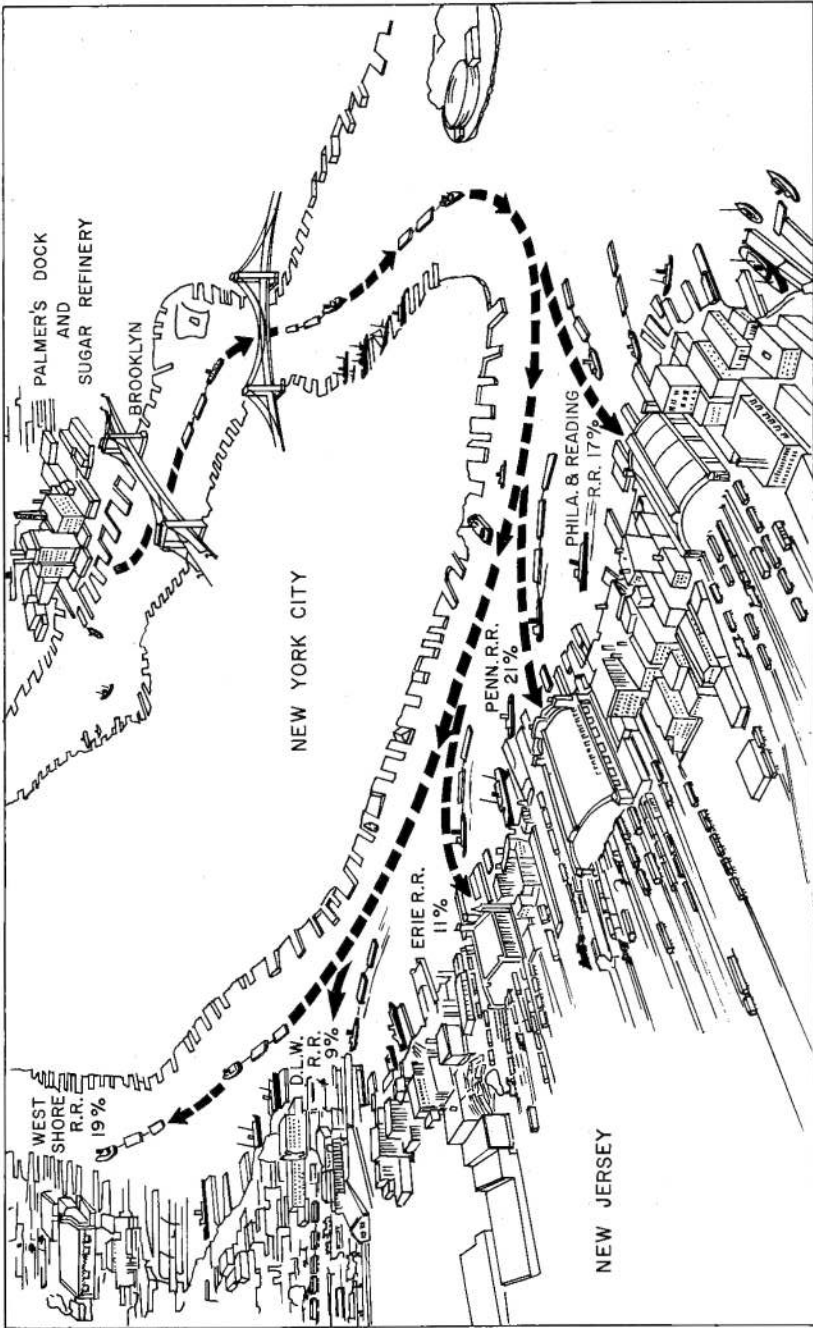 PALMER'S DOCK
AND
SUGAR REFINERY
BROOKLYN
NEW YORK CITY
WEST
SHORE
R.R.
19%
D.L.W.
R.R.
9%
ERIE R.R.
11%
PENN. R.R.
21%
PHILA. & READING
R.R. 17%
NEW JERSEY